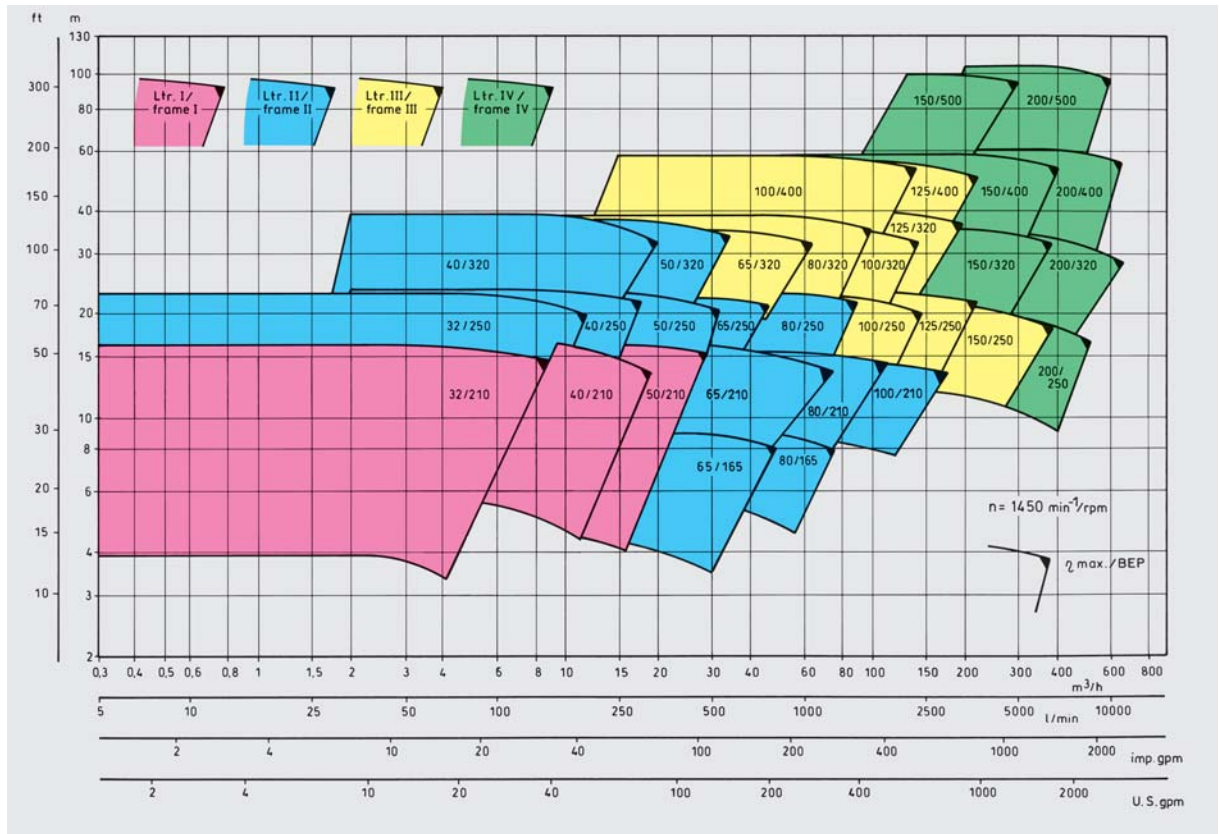 ft m
130
300 100
80
200 60
150 40
100 30
70 20
50 15
10
30 8
20 6
15 4
10 3
2
Ltr. I/
frame I
Ltr. II/
frame II
Ltr. III/
frame III
Ltr. IV/
frame IV
150/500 200/500
100/400 125/400 150/400 200/400
125/320
40/320 50/320 65/320 80/320 100/320 150/320 200/320
32/250 40/250 50/250 65/250 80/250 100/250 125/250 150/250
200/
250
32/210 40/210 50/210 65/210 80/210 100/210
65/165 80/165
n = 1450 min⁻¹/rpm
η max./BEP
0,3 0,4 0,5 0,6 0,8 1 1,5 2 3 4 5 6 8 10 15 20 30 40 50 60 80 100 150 200 300 400 600 800
m³/h
5 10 25 50 100 250 500 1000 2500 5000 10000
l/min
2 4 10 20 40 100 200 400 1000 2000
imp.gpm
2 4 10 20 40 100 200 400 1000 2000
U.S.gpm